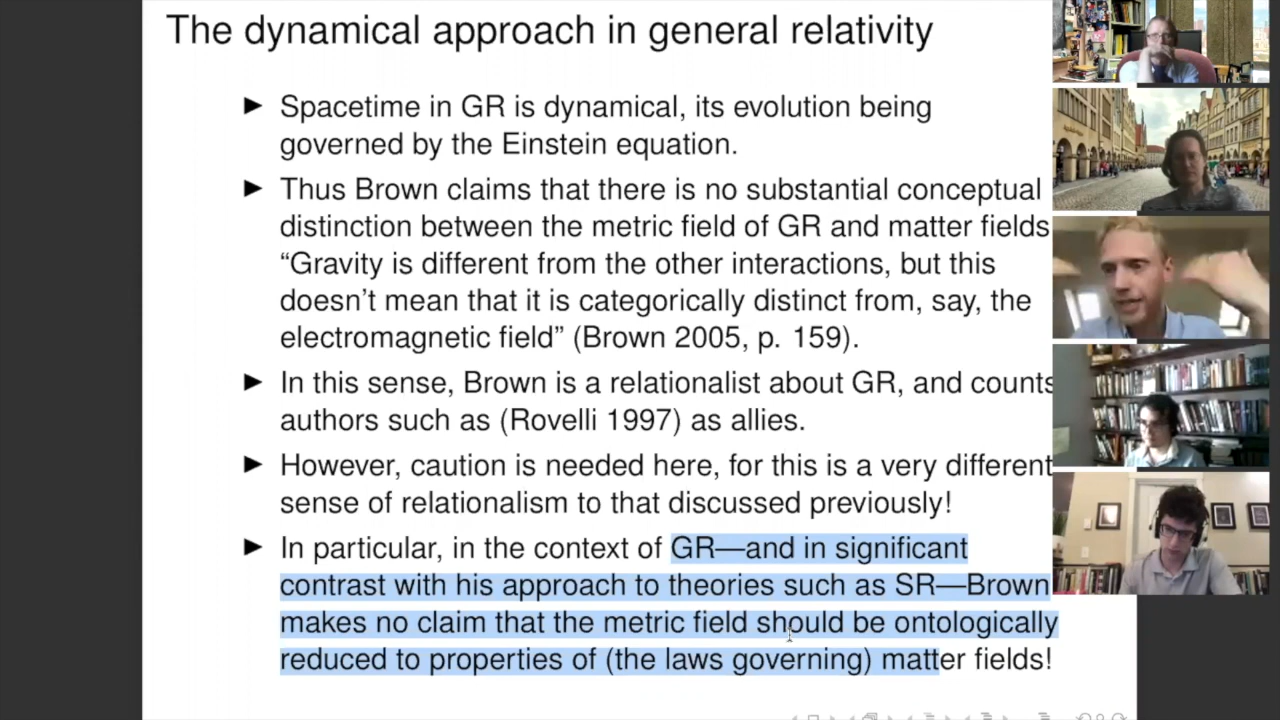 The dynamical approach in general relativity
► Spacetime in GR is dynamical, its evolution being
governed by the Einstein equation.
► Thus Brown claims that there is no substantial conceptual
distinction between the metric field of GR and matter fields
“Gravity is different from the other interactions, but this
doesn’t mean that it is categorically distinct from, say, the
electromagnetic field” (Brown 2005, p. 159).
► In this sense, Brown is a relationalist about GR, and counts
authors such as (Rovelli 1997) as allies.
► However, caution is needed here, for this is a very different
sense of relationalism to that discussed previously!
► In particular, in the context of GR—and in significant
contrast with his approach to theories such as SR—Brown
makes no claim that the metric field should be ontologically
reduced to properties of (the laws governing) matter fields!